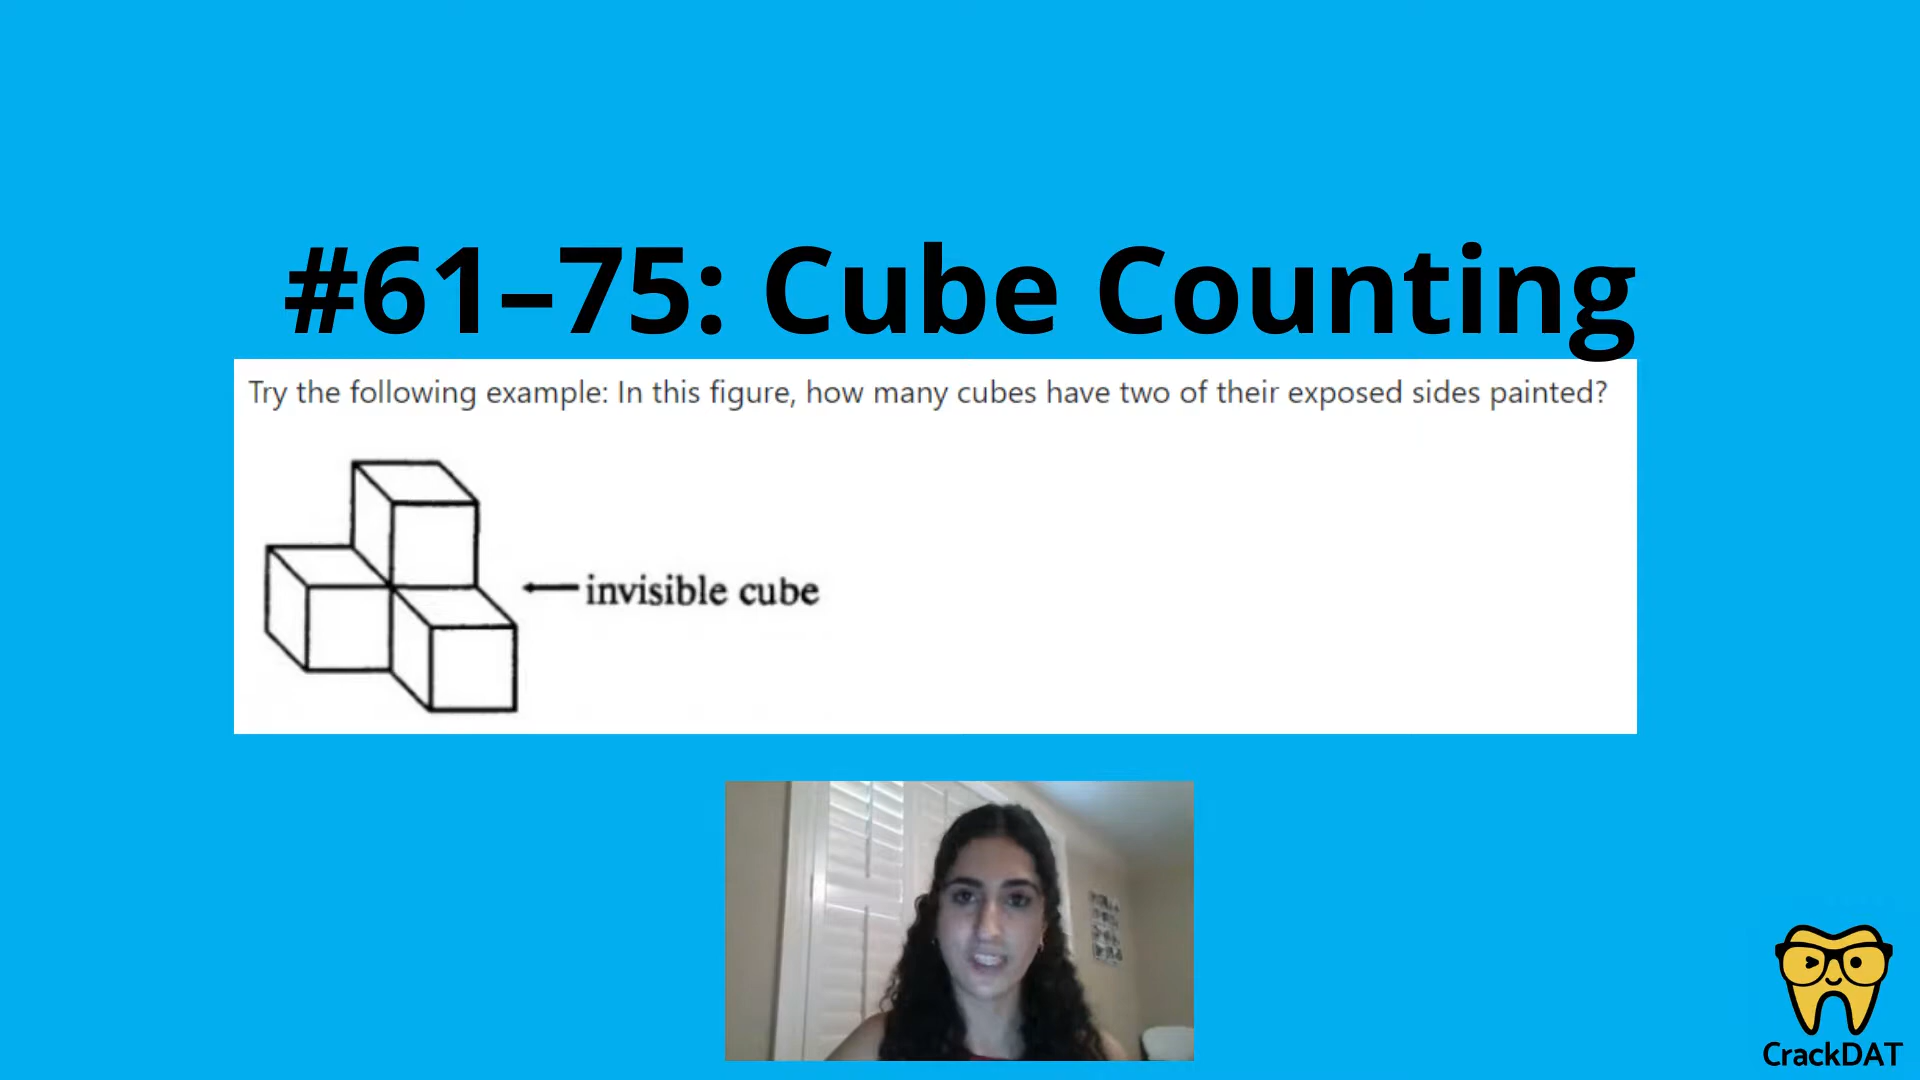 #61–75: Cube Counting
Try the following example: In this figure, how many cubes have two of their exposed sides painted?
invisible cube
CrackDAT